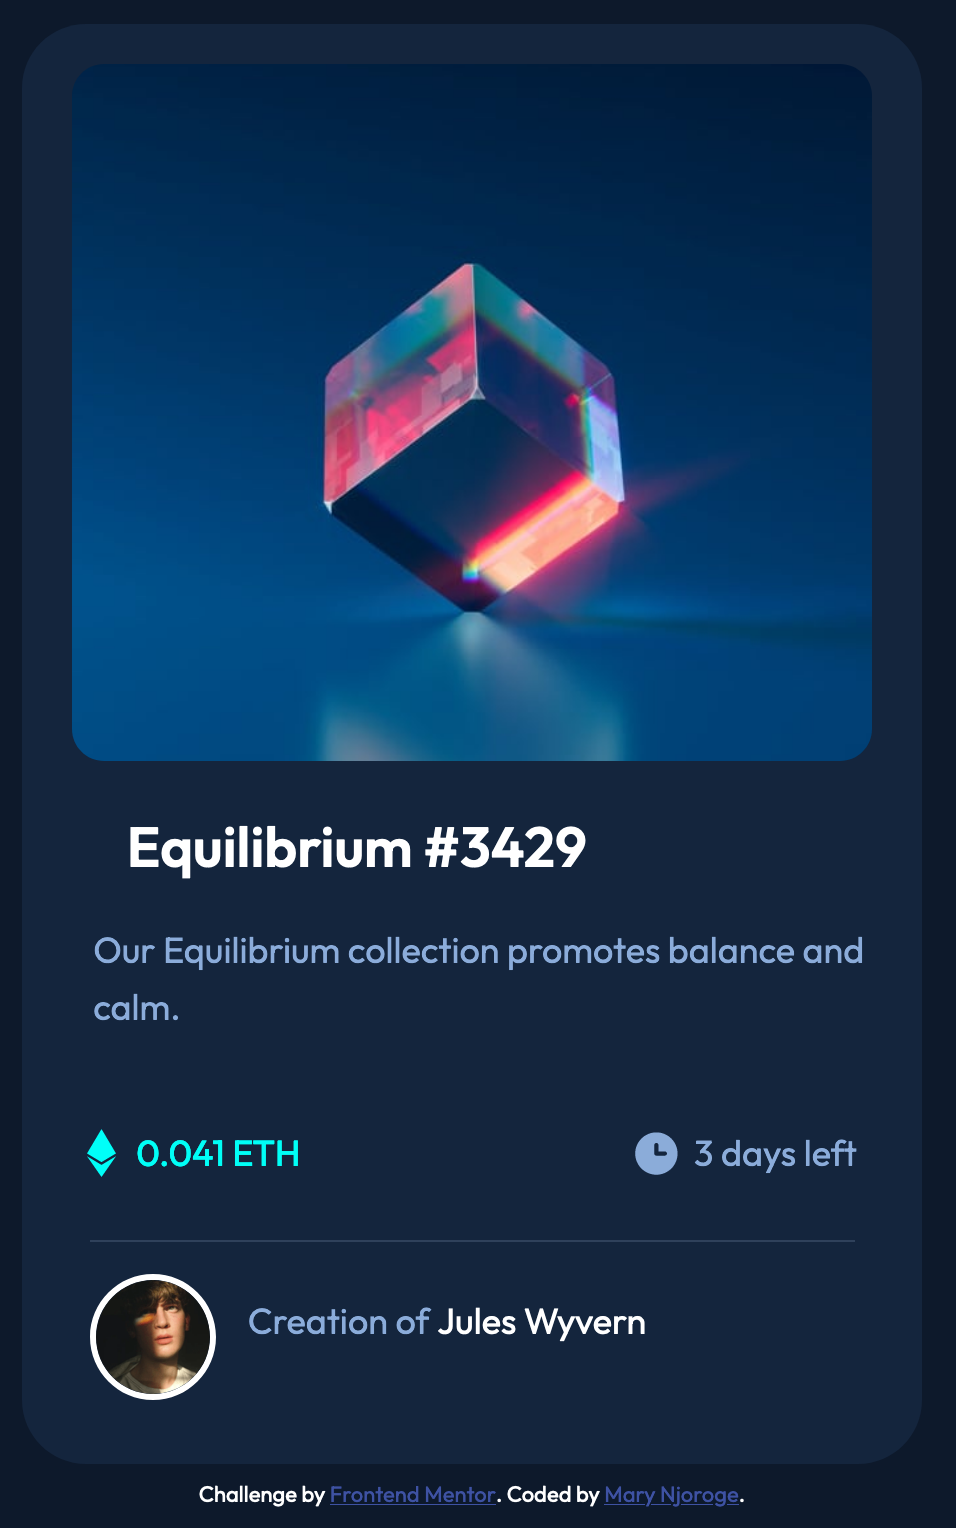 Equilibrium #3429
Our Equilibrium collection promotes balance and
calm.
0.041 ETH
3 days left
Creation of Jules Wyvern
Challenge by Frontend Mentor. Coded by Mary Njoroge.